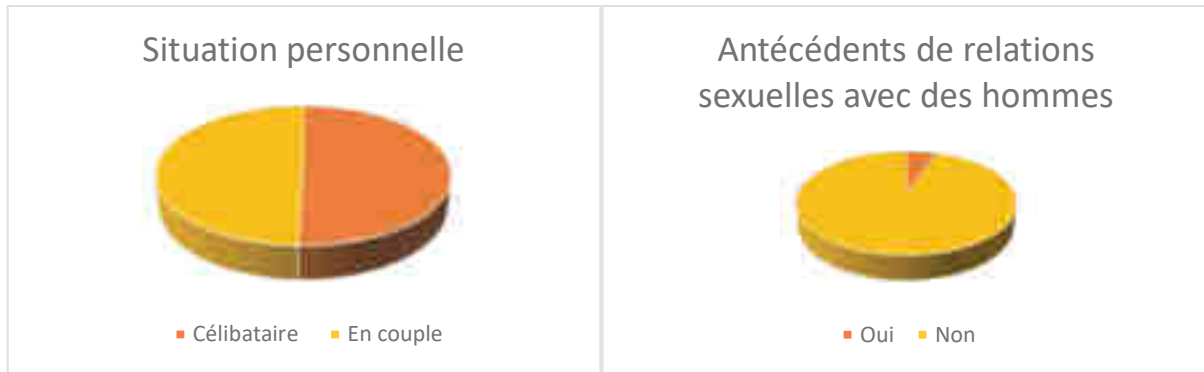 Situation personnelle
Célibataire
En couple
Antécédents de relations
sexuelles avec des hommes
Oui
Non